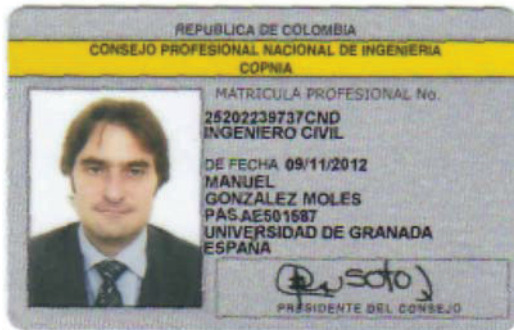 REPUBLICA DE COLOMBIA
CONSEJO PROFESIONAL NACIONAL DE INGENIERIA
COPNIA
MATRICULA PROFESIONAL No.
25202239737CND
INGENIERO CIVIL
DE FECHA 09/11/2012
MANUEL
GONZALEZ MOLES
PAS.AE501587
UNIVERSIDAD DE GRANADA
ESPAÑA
Soto
PRESIDENTE DEL CONSEJO